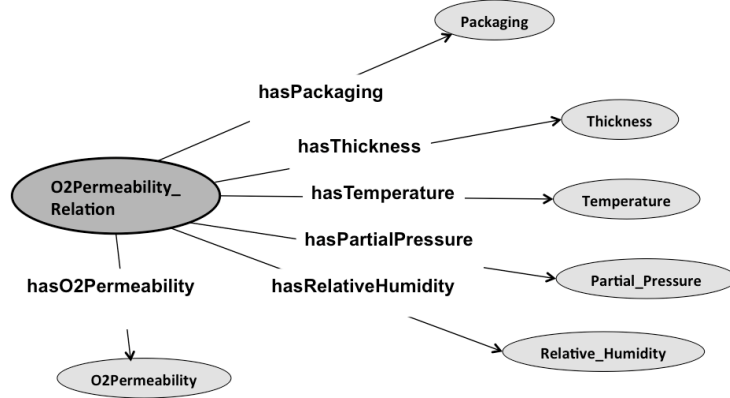 Packaging
hasPackaging
Thickness
hasThickness
O2Permeability_
Relation
hasTemperature
Temperature
hasPartialPressure
Partial_Pressure
hasO2Permeability
hasRelativeHumidity
Relative_Humidity
O2Permeability